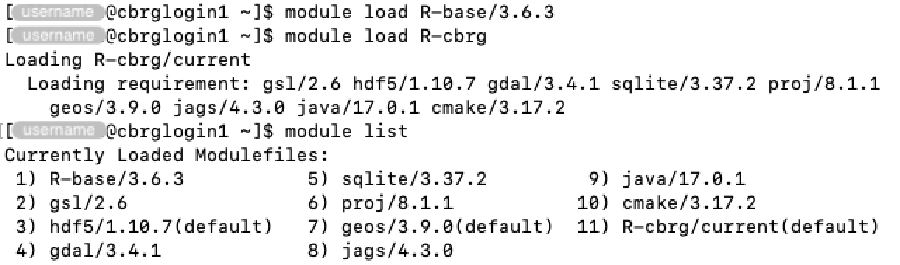 [ username @cbrglogin1 ~]$ module load R-base/3.6.3
[ username @cbrglogin1 ~]$ module load R-cbrg
Loading R-cbrg/current
  Loading requirement: gsl/2.6 hdf5/1.10.7 gdal/3.4.1 sqlite/3.37.2 proj/8.1.1
    geos/3.9.0 jags/4.3.0 java/17.0.1 cmake/3.17.2
[[ username @cbrglogin1 ~]$ module list
Currently Loaded Modulefiles:
 1) R-base/3.6.3          5) sqlite/3.37.2         9) java/17.0.1
 2) gsl/2.6               6) proj/8.1.1           10) cmake/3.17.2
 3) hdf5/1.10.7(default)  7) geos/3.9.0(default)  11) R-cbrg/current(default)
 4) gdal/3.4.1            8) jags/4.3.0